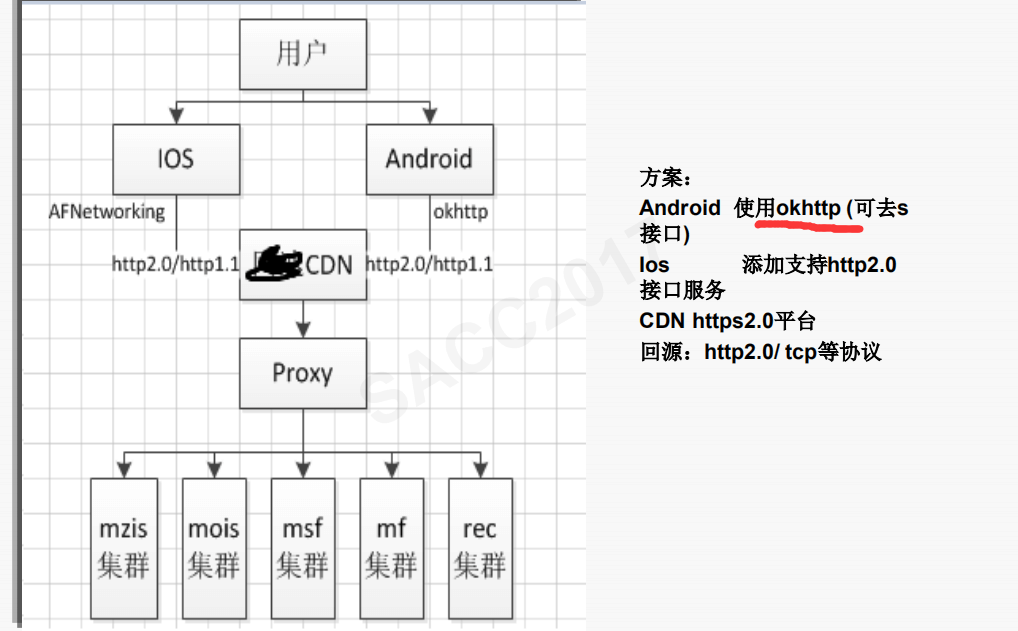 用户
IOS
Android
AFNetworking
okhttp
http2.0/http1.1
CDN
http2.0/http1.1
Proxy
mzis
集群
mois
集群
msf
集群
mf
集群
rec
集群
方案：
Android 使用okhttp (可去s
接口)
Ios 添加支持http2.0
接口服务
CDN https2.0平台
回源：http2.0/ tcp等协议
SACC2017